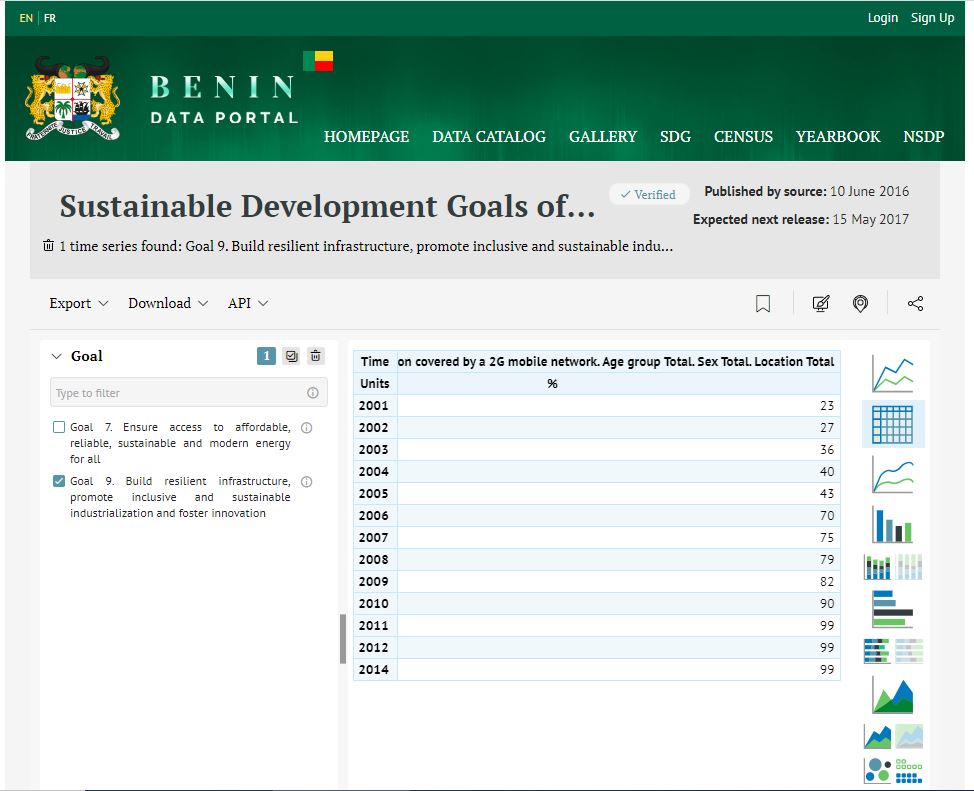 EN FR
Login Sign Up
BENIN
DATA PORTAL
HOMEPAGE DATA CATALOG GALLERY SDG CENSUS YEARBOOK NSDP
Sustainable Development Goals of...
✓ Verified
Published by source: 10 June 2016
Expected next release: 15 May 2017
1 time series found: Goal 9. Build resilient infrastructure, promote inclusive and sustainable indu...
Export Download API
Goal 1
Type to filter
Goal 7. Ensure access to affordable,
reliable, sustainable and modern energy
for all
Goal 9. Build resilient infrastructure,
promote inclusive and sustainable
industrialization and foster innovation
Time on covered by a 2G mobile network. Age group Total. Sex Total. Location Total
Units %
2001 23
2002 27
2003 36
2004 40
2005 43
2006 70
2007 75
2008 79
2009 82
2010 90
2011 99
2012 99
2014 99